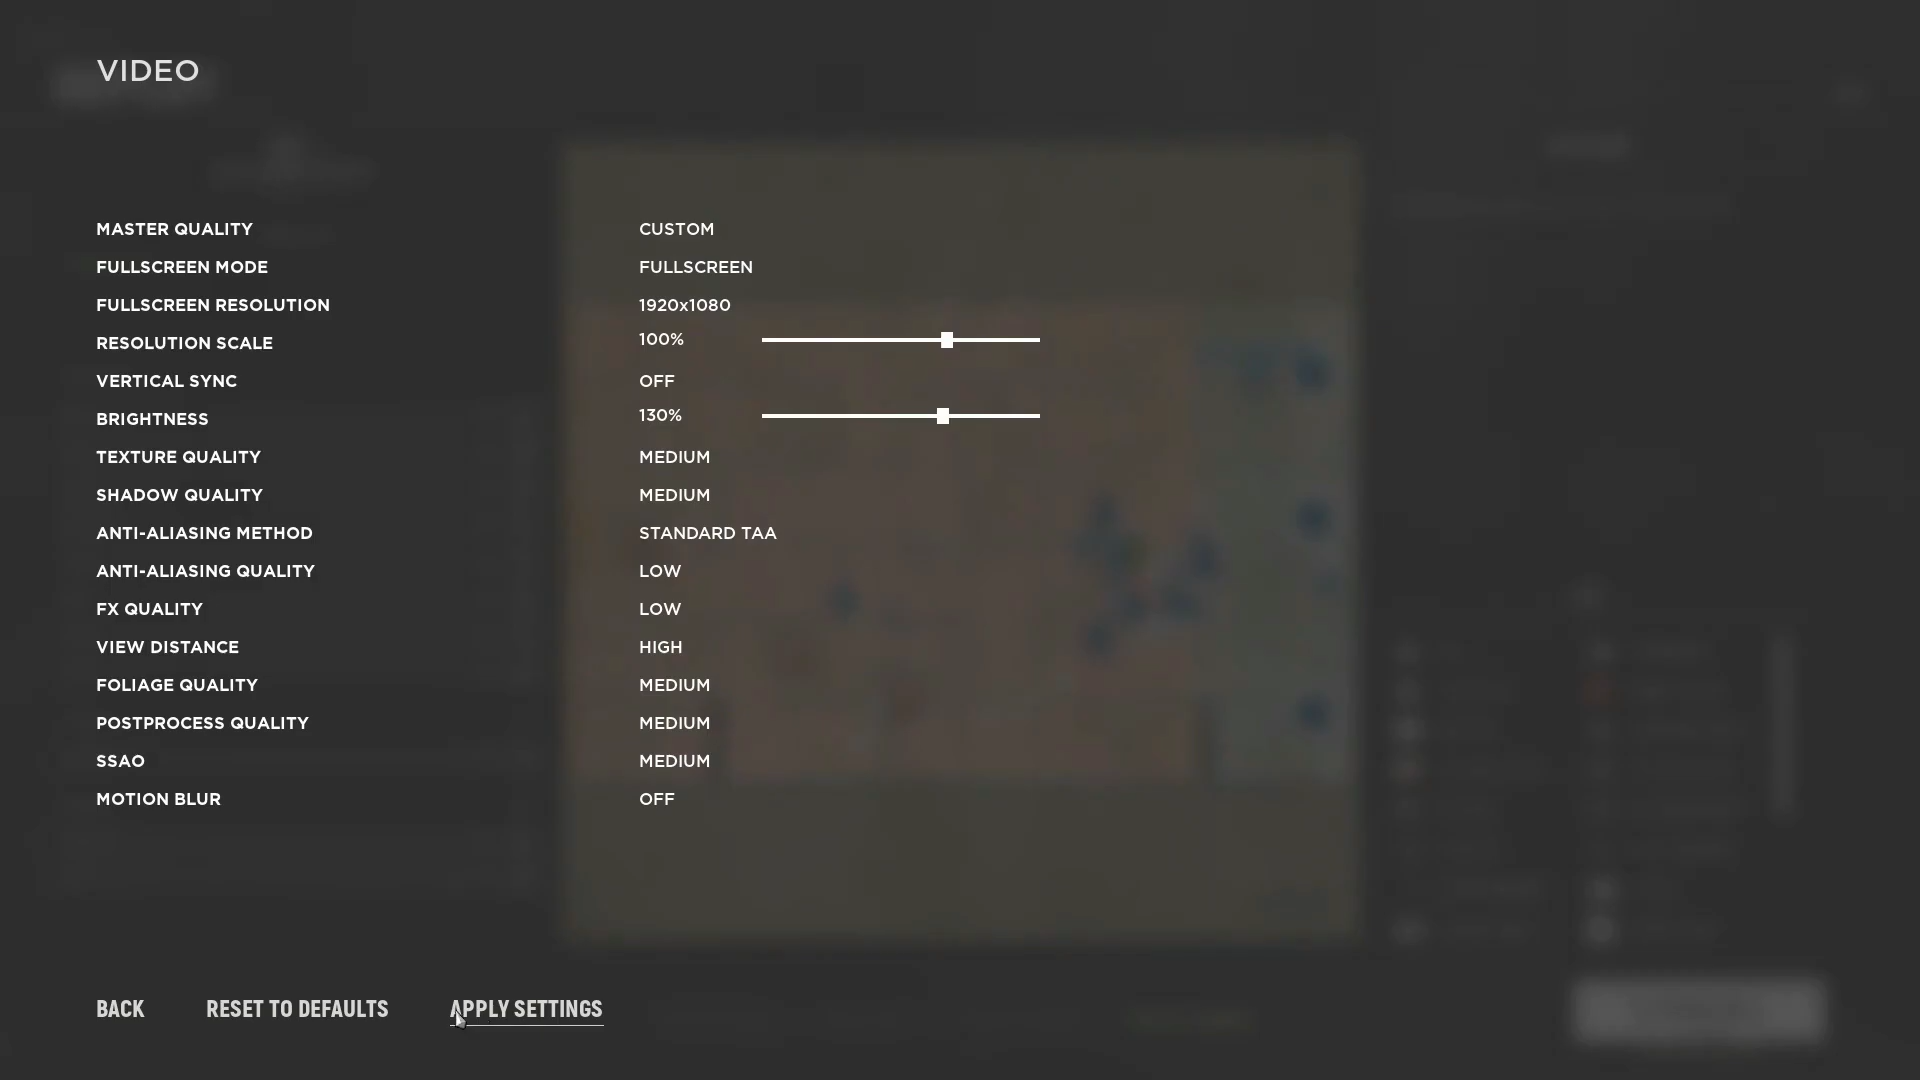 VIDEO
MASTER QUALITY CUSTOM
FULLSCREEN MODE FULLSCREEN
FULLSCREEN RESOLUTION 1920x1080
RESOLUTION SCALE 100%
VERTICAL SYNC OFF
BRIGHTNESS 130%
TEXTURE QUALITY MEDIUM
SHADOW QUALITY MEDIUM
ANTI-ALIASING METHOD STANDARD TAA
ANTI-ALIASING QUALITY LOW
FX QUALITY LOW
VIEW DISTANCE HIGH
FOLIAGE QUALITY MEDIUM
POSTPROCESS QUALITY MEDIUM
SSAO MEDIUM
MOTION BLUR OFF
BACK RESET TO DEFAULTS APPLY SETTINGS